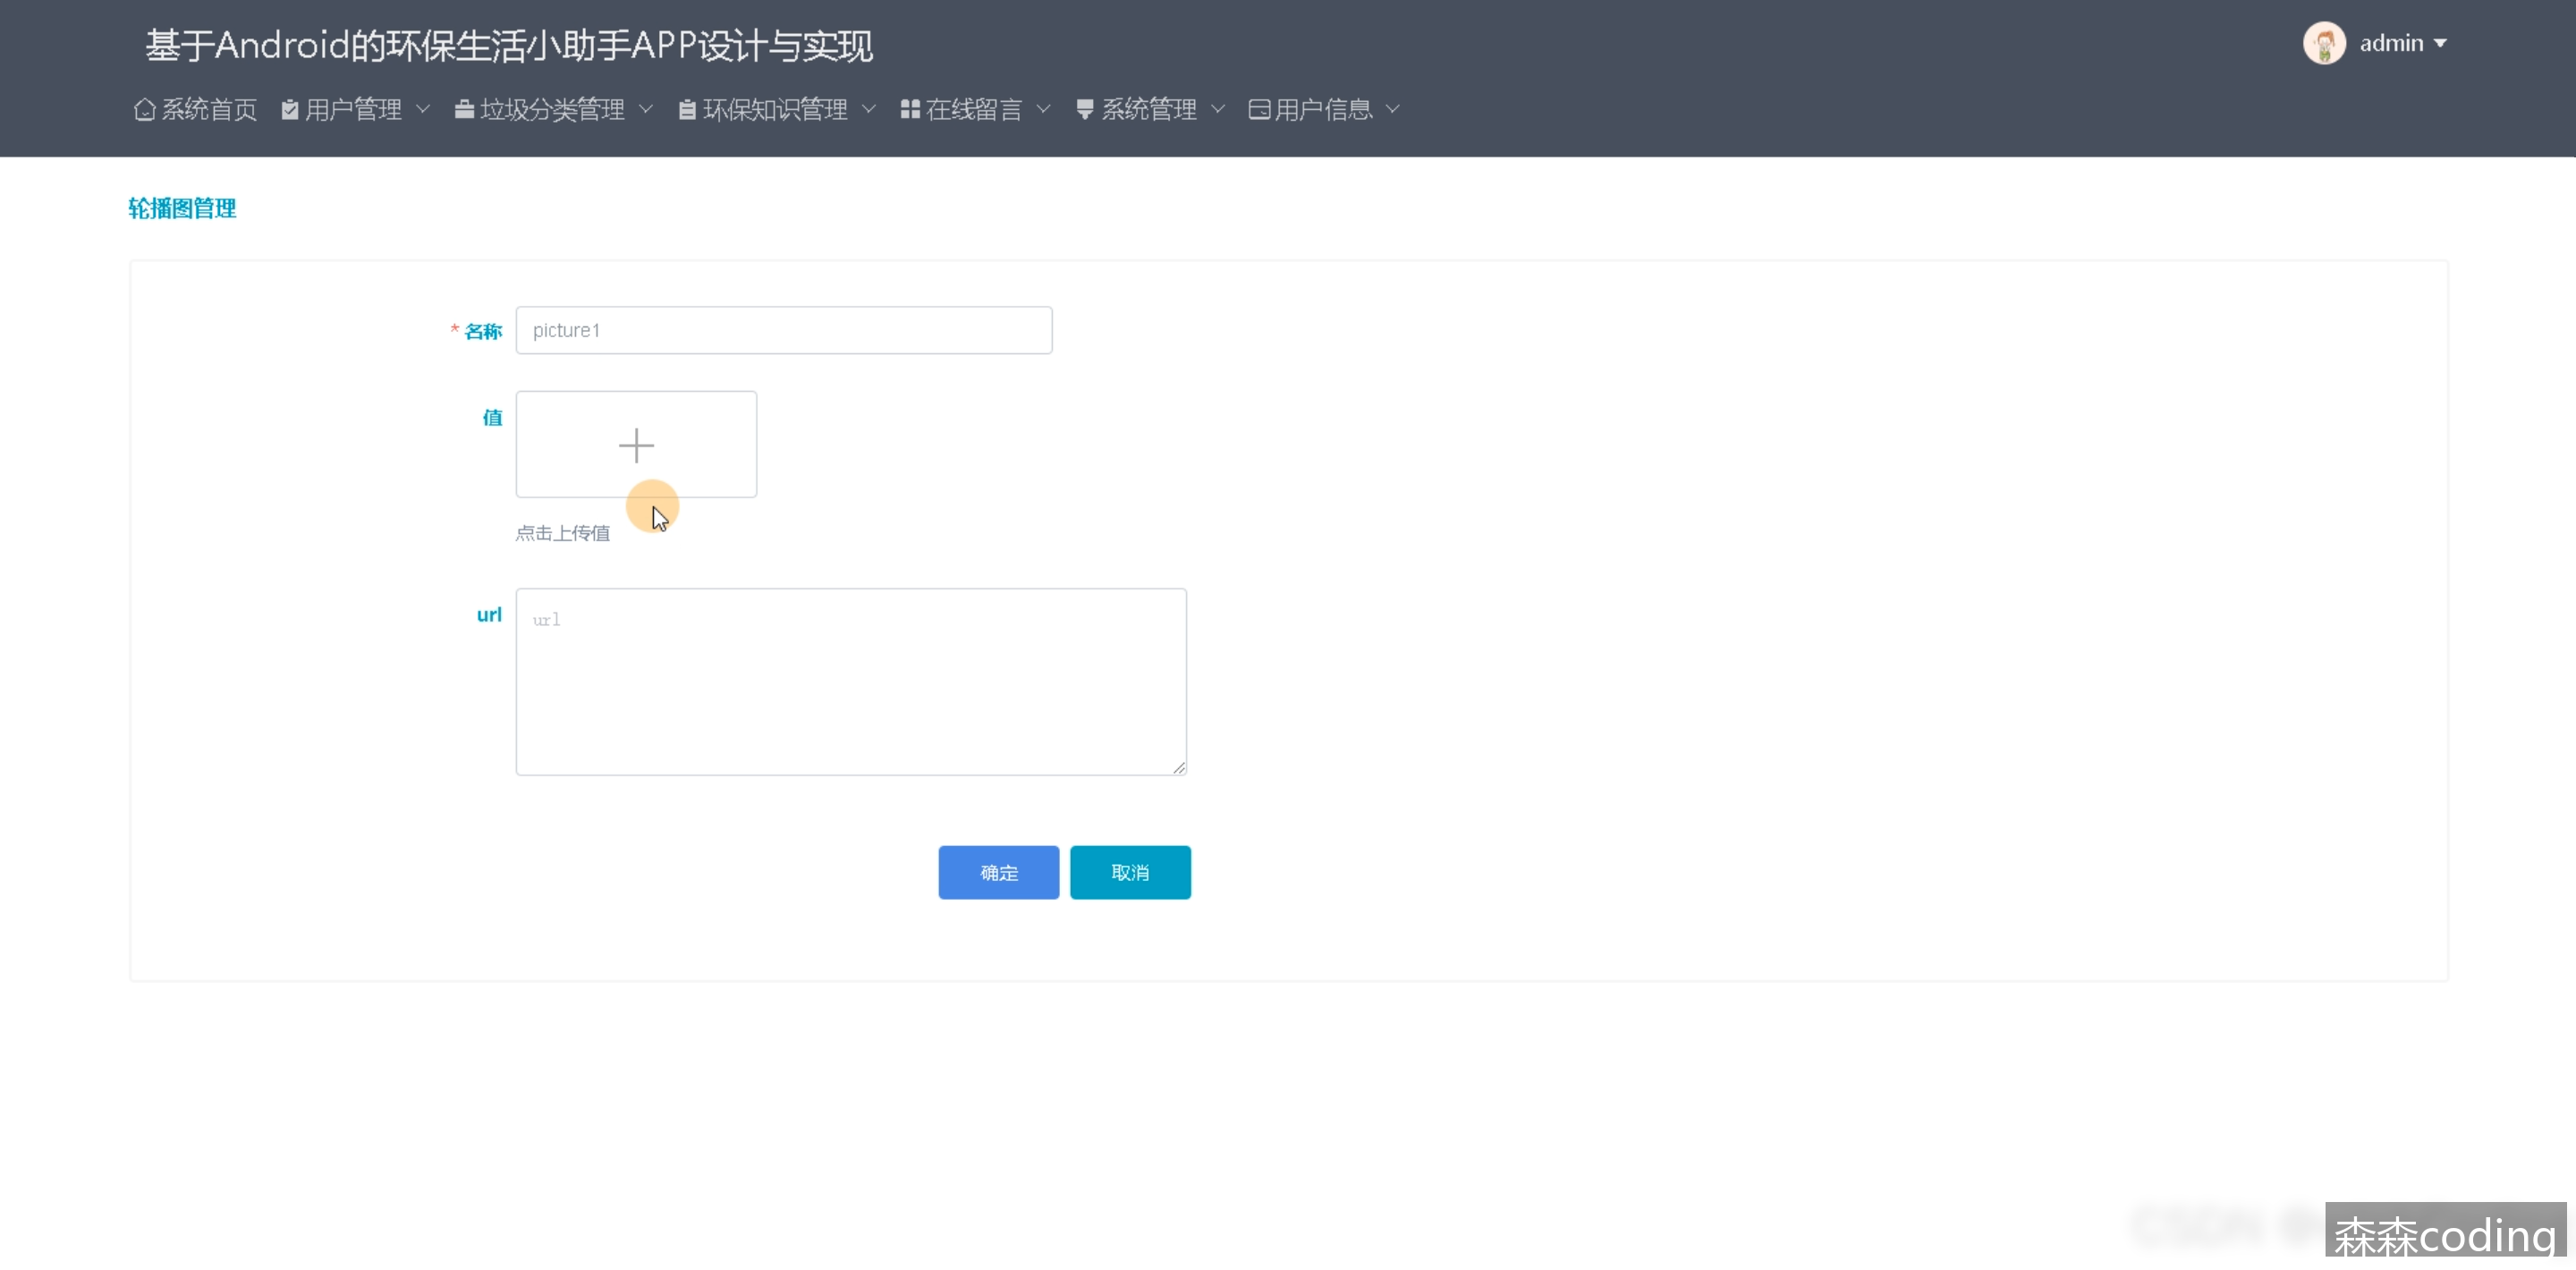 基于Android的环保生活小助手APP设计与实现
admin
系统首页 用户管理 垃圾分类管理 环保知识管理 在线留言 系统管理 用户信息
轮播图管理
* 名称 picture1
值
点击上传值
url url
确定 取消
CSDN @
森森coding